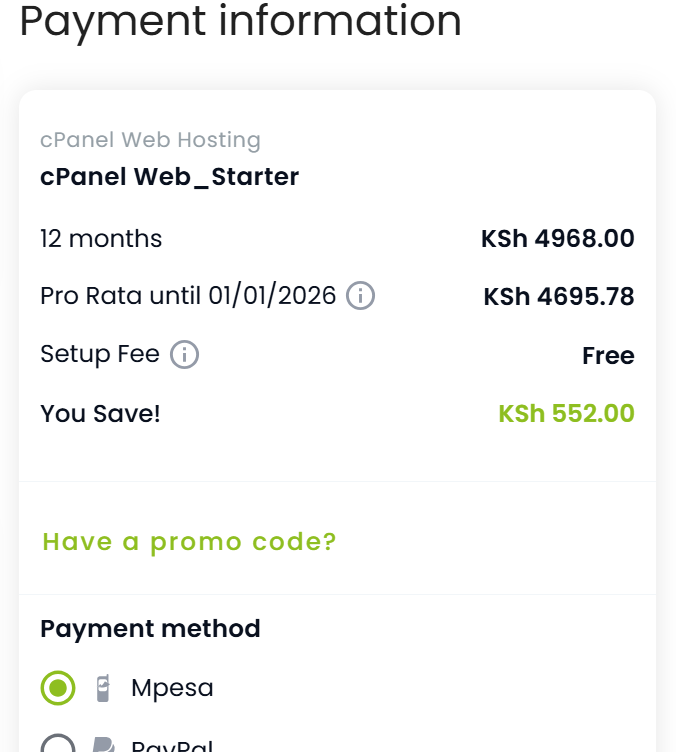 Payment information
cPanel Web Hosting
cPanel Web_Starter
12 months KSh 4968.00
Pro Rata until 01/01/2026 KSh 4695.78
Setup Fee Free
You Save! KSh 552.00
Have a promo code?
Payment method
Mpesa
PayPal